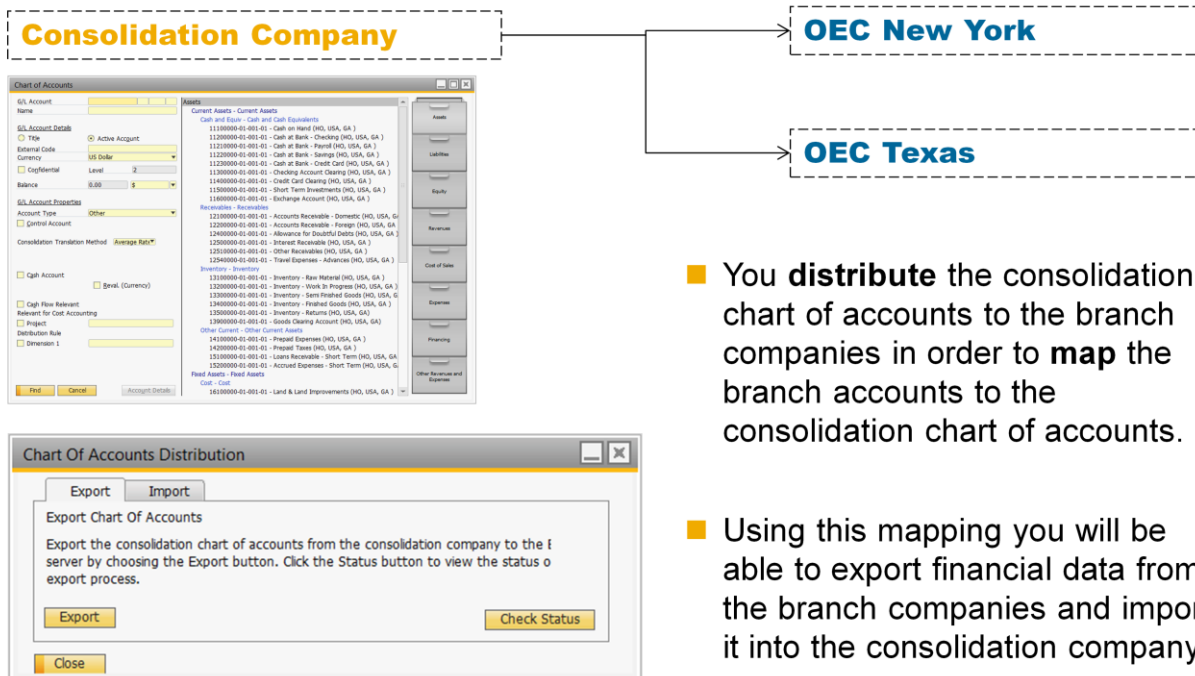 Consolidation Company
OEC New York
OEC Texas
Chart of Accounts
G/L Account
Name
G/L Account Details
Title
Active Account
External Code
Currency
US Dollar
Confidential
Level
2
Balance
0.00
$
G/L Account Properties
Account Type
Other
Control Account
Consolidation Translation Method
Average Rate
Cash Account
Reval. (Currency)
Cash Flow Relevant
Relevant for Cost Accounting
Project
Distribution Rule
Dimension 1
Find
Cancel
Account Details
Assets
Current Assets - Current Assets
Cash and Equiv - Cash and Cash Equivalents
11100000-01-001-01 - Cash on Hand (HO, USA, GA )
11200000-01-001-01 - Cash at Bank - Checking (HO, USA, GA )
11210000-01-001-01 - Cash at Bank - Payroll (HO, USA, GA )
11220000-01-001-01 - Cash at Bank - Savings (HO, USA, GA )
11230000-01-001-01 - Cash at Bank - Credit Card (HO, USA, GA )
11300000-01-001-01 - Checking Account Clearing (HO, USA, GA )
11400000-01-001-01 - Credit Card Clearing (HO, USA, GA )
11500000-01-001-01 - Short Term Investments (HO, USA, GA )
11600000-01-001-01 - Exchange Account (HO, USA, GA )
Receivables - Receivables
12100000-01-001-01 - Accounts Receivable - Domestic (HO, USA, GA
12200000-01-001-01 - Accounts Receivable - Foreign (HO, USA, GA
12400000-01-001-01 - Allowance for Doubtful Debts (HO, USA, GA )
12500000-01-001-01 - Interest Receivable (HO, USA, GA )
12510000-01-001-01 - Other Receivables (HO, USA, GA )
12540000-01-001-01 - Travel Expenses - Advances (HO, USA, GA )
Inventory - Inventory
13100000-01-001-01 - Inventory - Raw Material (HO, USA, GA )
13200000-01-001-01 - Inventory - Work In Progress (HO, USA, GA )
13300000-01-001-01 - Inventory - Semi Finished Goods (HO, USA, G
13400000-01-001-01 - Inventory - Finished Goods (HO, USA, GA )
13500000-01-001-01 - Inventory - Returns (HO, USA, GA)
13900000-01-001-01 - Goods Clearing Account (HO, USA, GA)
Other Current - Other Current Assets
14100000-01-001-01 - Prepaid Expenses (HO, USA, GA )
14200000-01-001-01 - Prepaid Taxes (HO, USA, GA )
15100000-01-001-01 - Loans Receivable - Short Term (HO, USA, GA
15200000-01-001-01 - Accrued Expenses - Short Term (HO, USA, G
Fixed Assets - Fixed Assets
Cost - Cost
16100000-01-001-01 - Land & Land Improvements (HO, USA, GA )
Assets
Liabilities
Equity
Revenues
Cost of Sales
Expenses
Financing
Other Revenues and
Expenses
You distribute the consolidation
chart of accounts to the branch
companies in order to map the
branch accounts to the
consolidation chart of accounts.
Chart Of Accounts Distribution
Export
Import
Export Chart Of Accounts
Export the consolidation chart of accounts from the consolidation company to the
server by choosing the Export button. Click the Status button to view the status o
export process.
Export
Check Status
Close
Using this mapping you will be
able to export financial data from
the branch companies and impor
it into the consolidation company